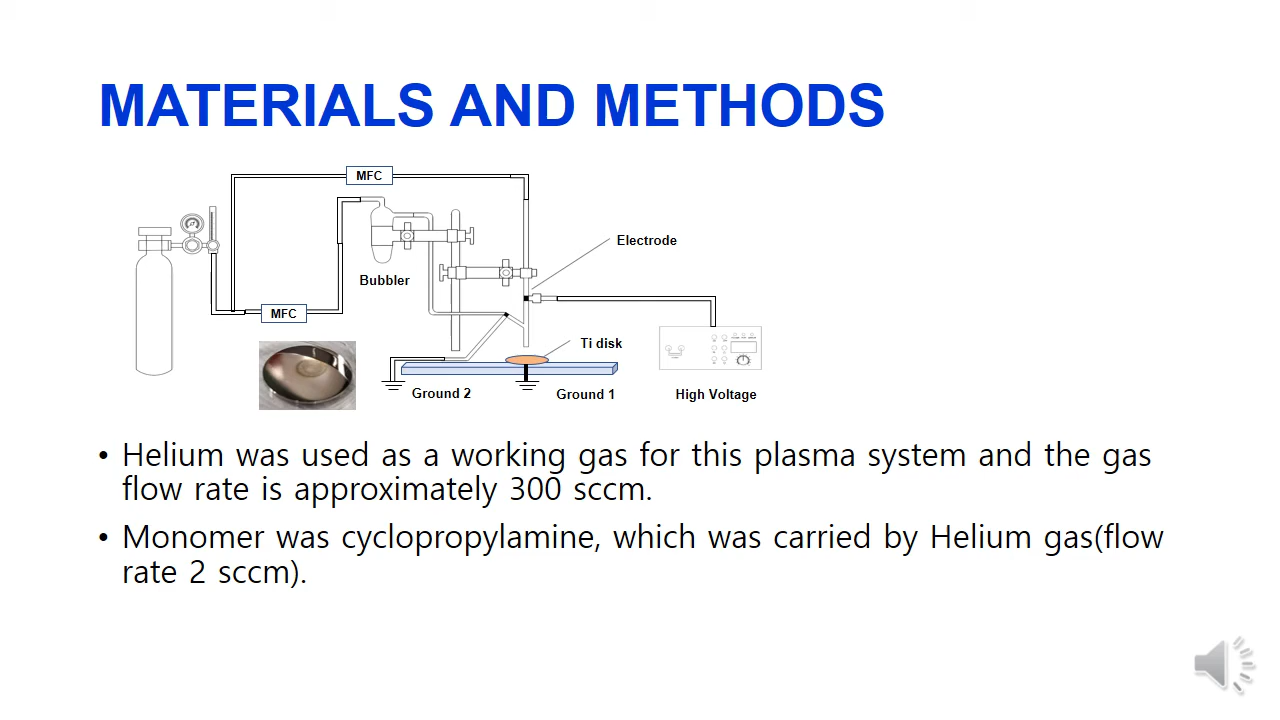 MATERIALS AND METHODS
MFC
Electrode
Bubbler
MFC
Ti disk
Ground 2
Ground 1
High Voltage
• Helium was used as a working gas for this plasma system and the gas
flow rate is approximately 300 sccm.
• Monomer was cyclopropylamine, which was carried by Helium gas(flow
rate 2 sccm).